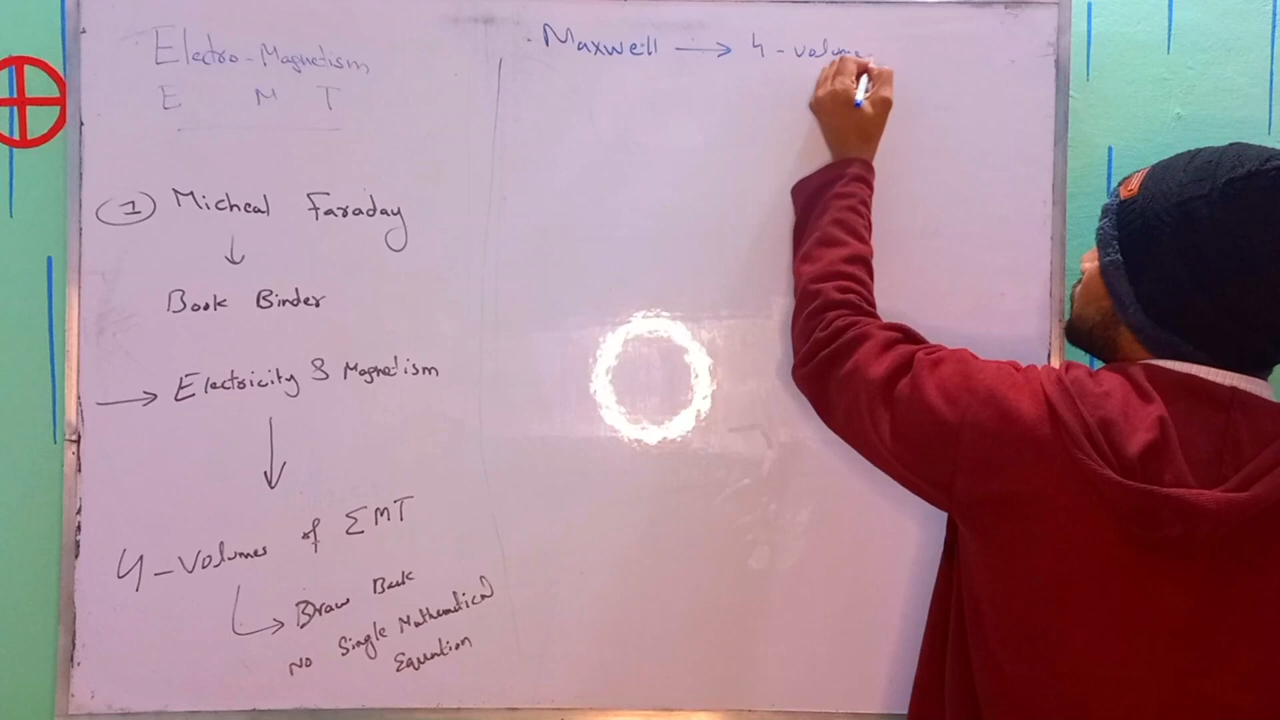 Electro-Magnetism
E M T
1 Micheal Faraday
↓
Book Binder
→ Electricity & Magnetism
↓
4-volumes of EMT
Draw Back
No Single Mathematical
Equation
Maxwell → 4-volume